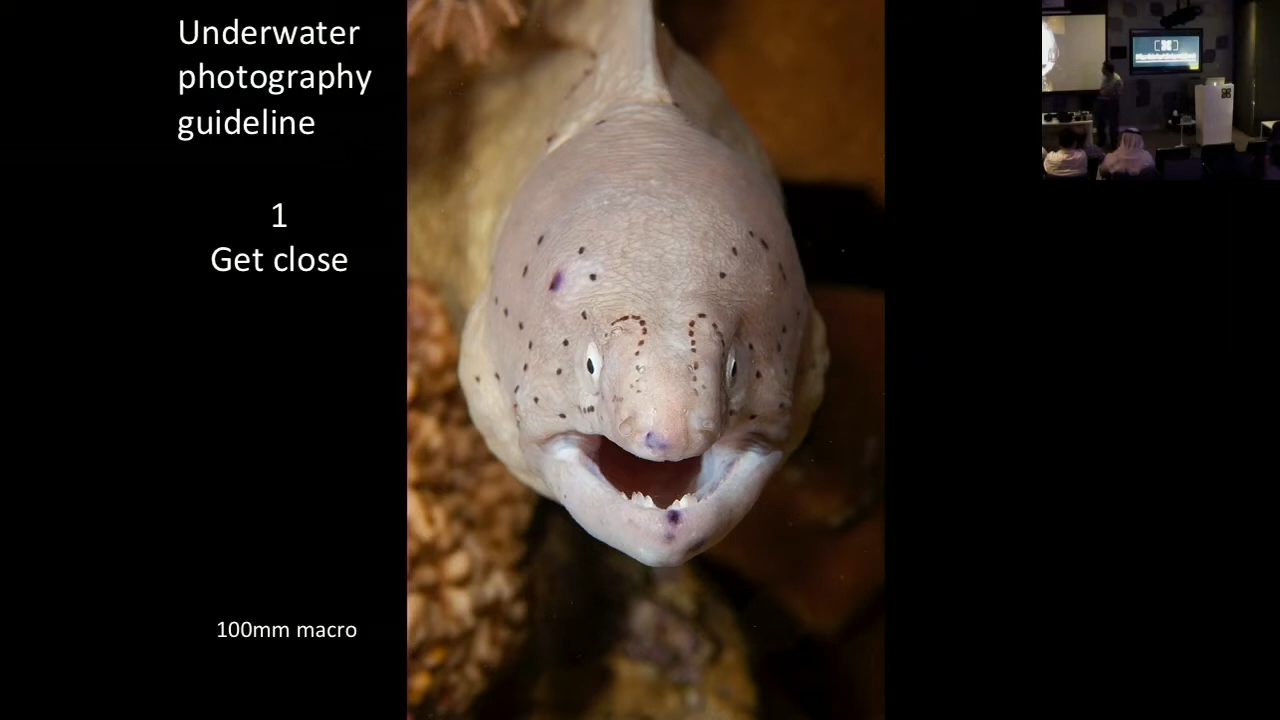 Underwater
photography
guideline
1
Get close
100mm macro